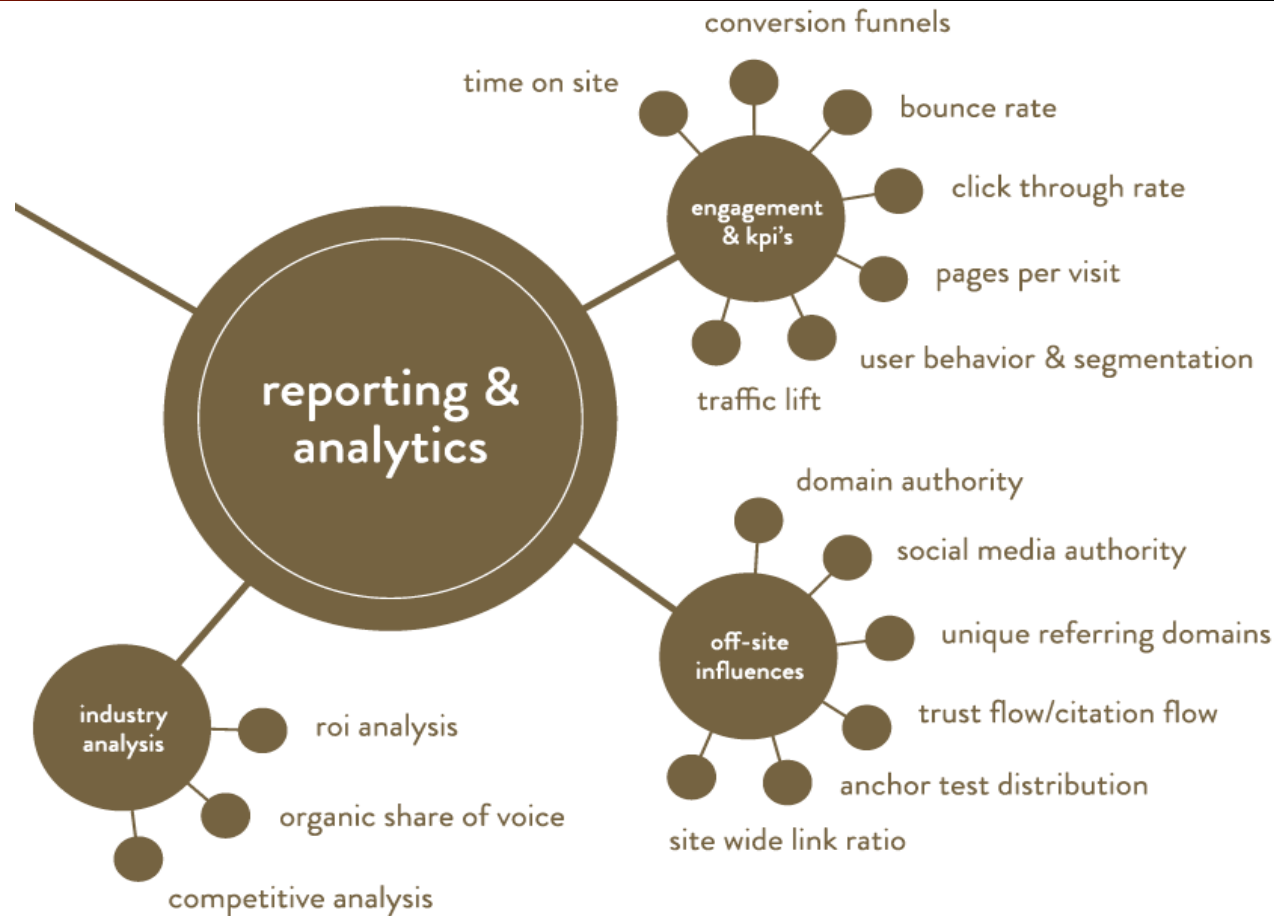 conversion funnels
time on site
bounce rate
click through rate
engagement
& kpi's
pages per visit
user behavior & segmentation
traffic lift
reporting &
analytics
domain authority
social media authority
unique referring domains
off-site
influences
trust flow/citation flow
anchor test distribution
site wide link ratio
industry
analysis
roi analysis
organic share of voice
competitive analysis